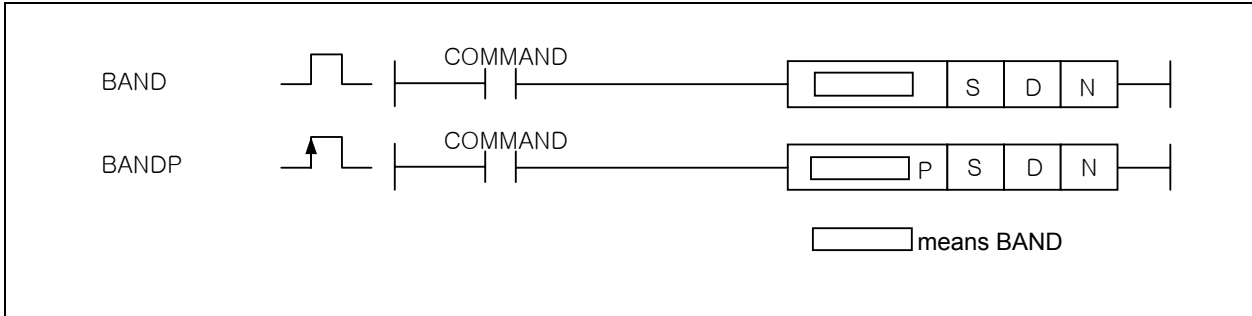 COMMAND
BAND S D N
COMMAND
BANDP P S D N
means BAND